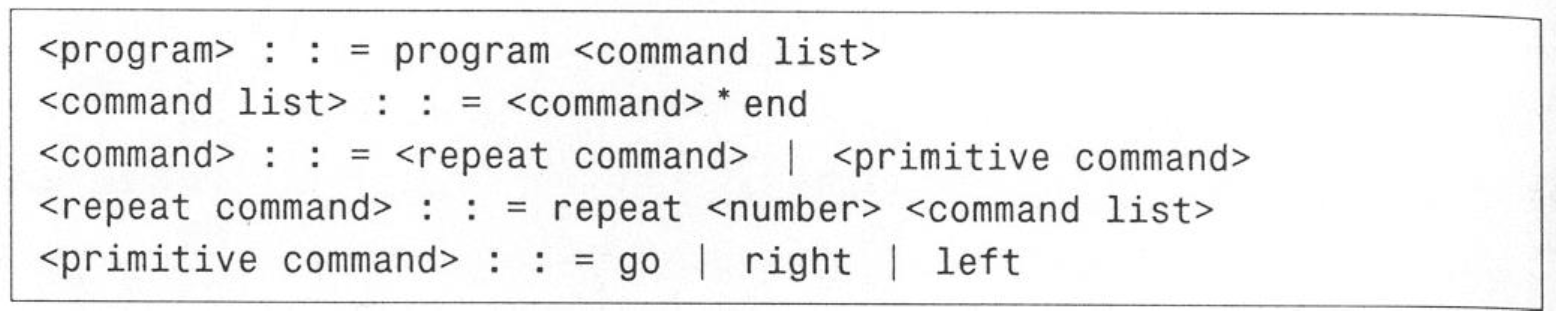 <program> : : = program <command list>
<command list> : : = <command> * end
<command> : : = <repeat command> | <primitive command>
<repeat command> : : = repeat <number> <command list>
<primitive command> : : = go | right | left